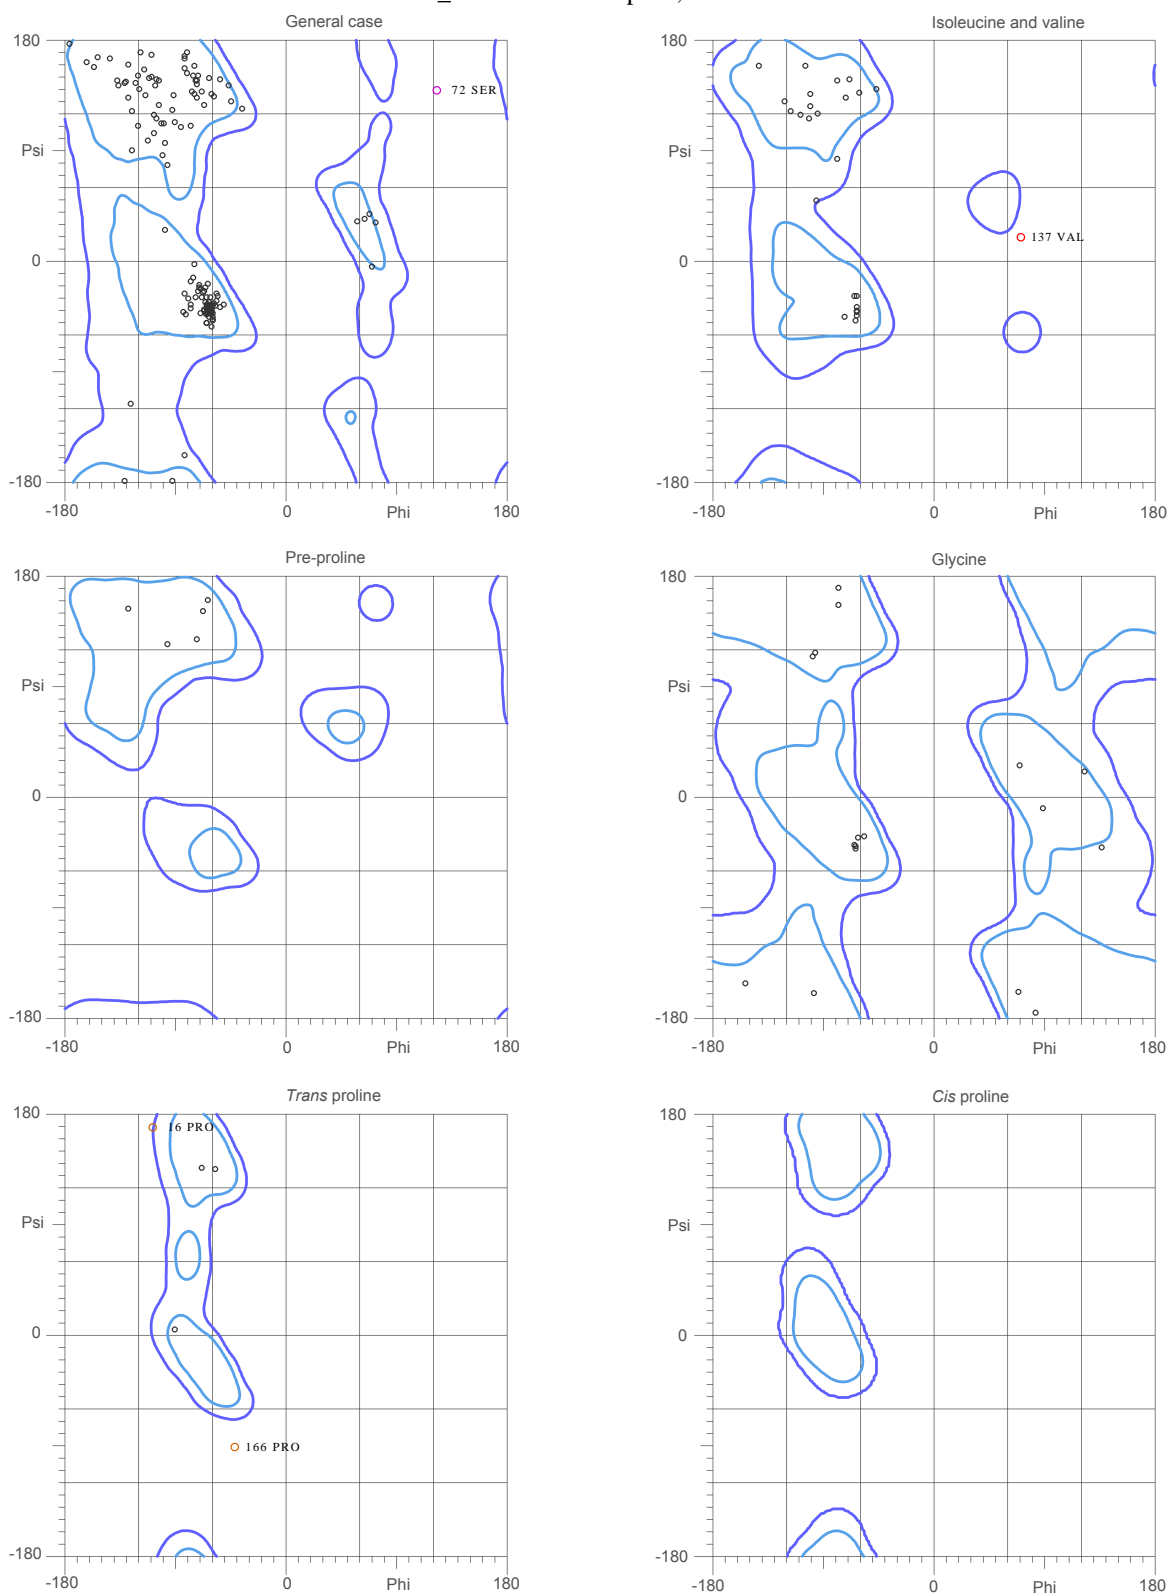 General case
Isoleucine and valine
180
72 SER
Psi
0
-180
-180
0
Phi
180
180
Psi
137 VAL
0
-180
-180
0
Phi
180
Pre-proline
Glycine
180
Psi
0
-180
-180
0
Phi
180
180
Psi
0
-180
-180
0
Phi
180
Trans proline
Cis proline
180
16 PRO
Psi
0
166 PRO
-180
-180
0
Phi
180
180
Psi
0
-180
-180
0
Phi
180